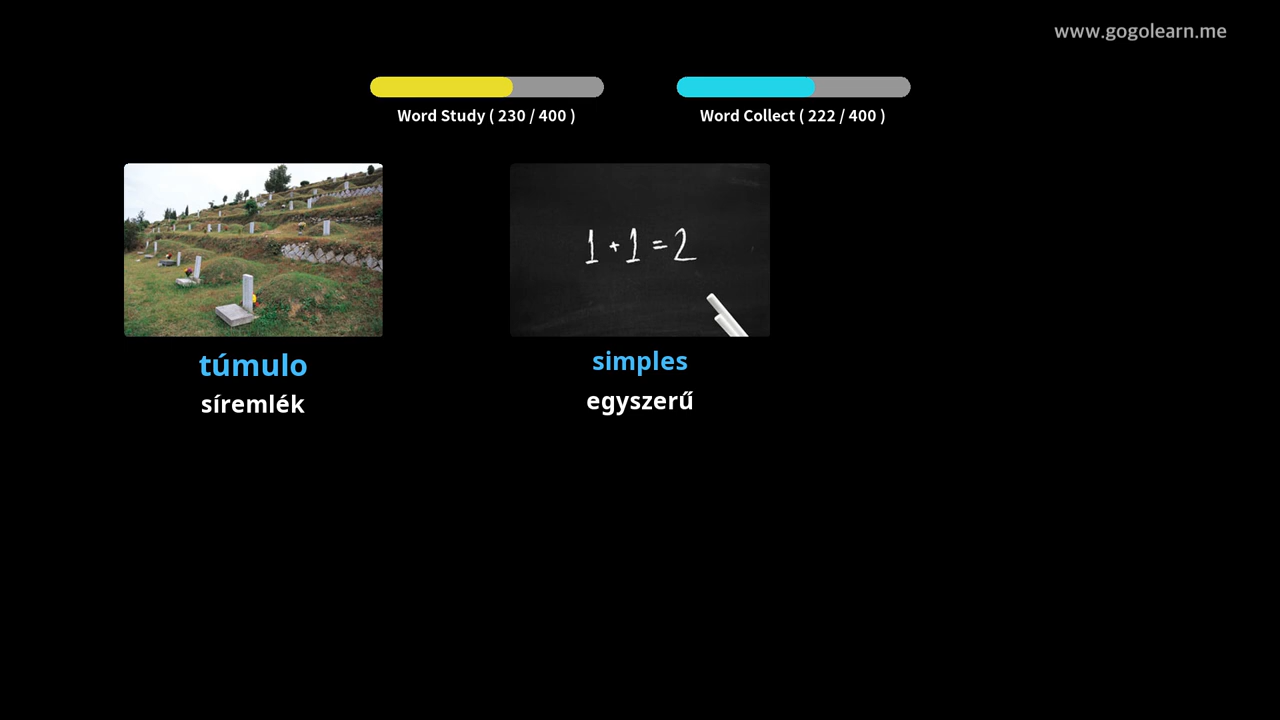 www.gogolearn.me
Word Study ( 230 / 400 )
Word Collect ( 222 / 400 )
1 + 1 = 2
túmulo
síremlék
simples
egyszerű